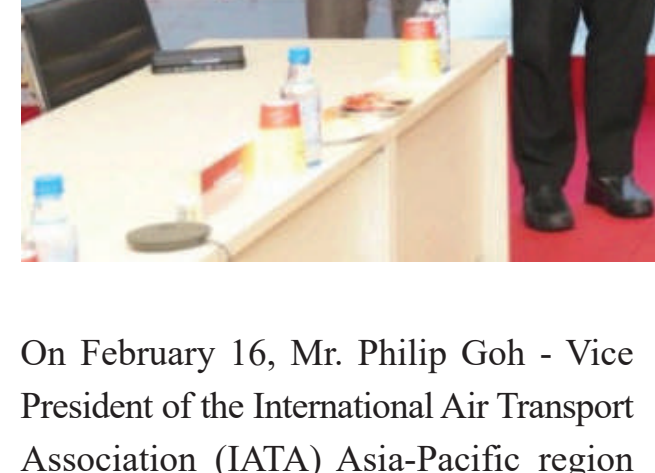 On February 16, Mr. Philip Goh - Vice
President of the International Air Transport
Association (IATA) Asia-Pacific region